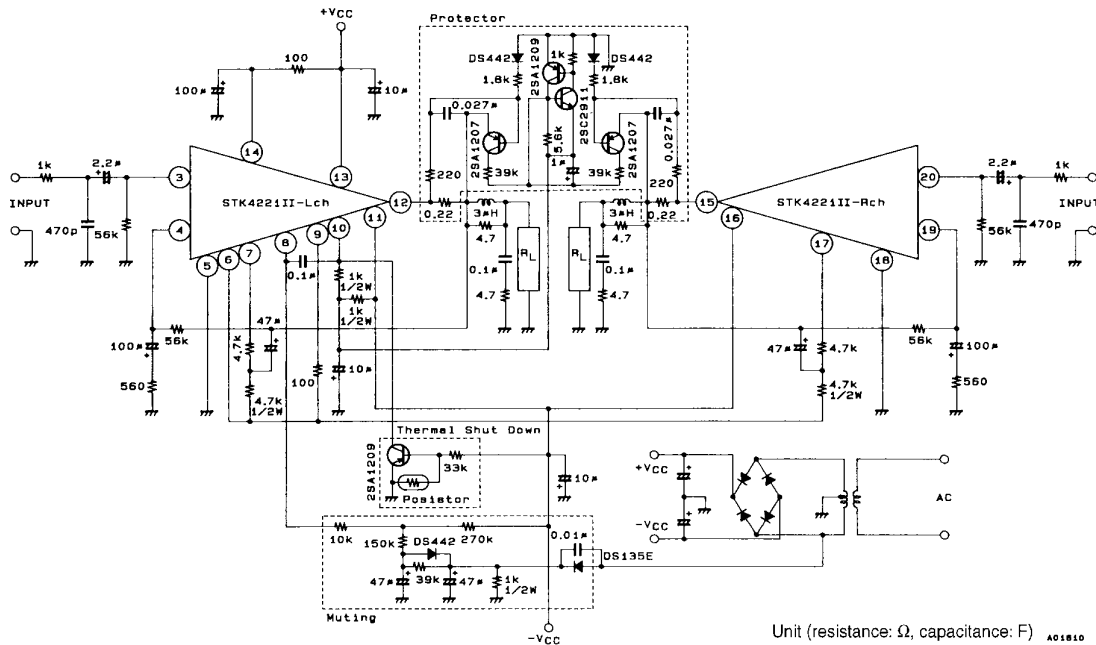 Protector
+VCC
DS442
1k
DS442
2SA1209
100
1.8k
1.8k
100µ
10µ
2SC2911
0.027µ
0.027µ
2SA1207
5.6k
2SA1207
14
13
1µ
1k
2.2µ
3
39k
39k
20
2.2µ
1k
220
220
INPUT
STK4221II-Lch
12
0.22
3µH
3µH
0.22
15
STK4221II-Rch
INPUT
11
16
470p
56k
4
10
4.7
4.7
17
19
56k
470p
9
8
7
6
5
18
0.1µ
1k
1/2W
0.1µ
RL
RL
0.1µ
1k
1/2W
4.7
4.7
47µ
56k
56k
100µ
4.7k
10µ
47µ
4.7k
100µ
560
100
560
4.7k
1/2W
4.7k
1/2W
Thermal Shut Down
2SA1209
33k
10µ
+VCC
Posistor
AC
-VCC
10k
270k
0.01µ
150k
DS442
DS135E
47µ
39k
47µ
1k
1/2W
Muting
-VCC
Unit (resistance: Ω, capacitance: F)
A01810